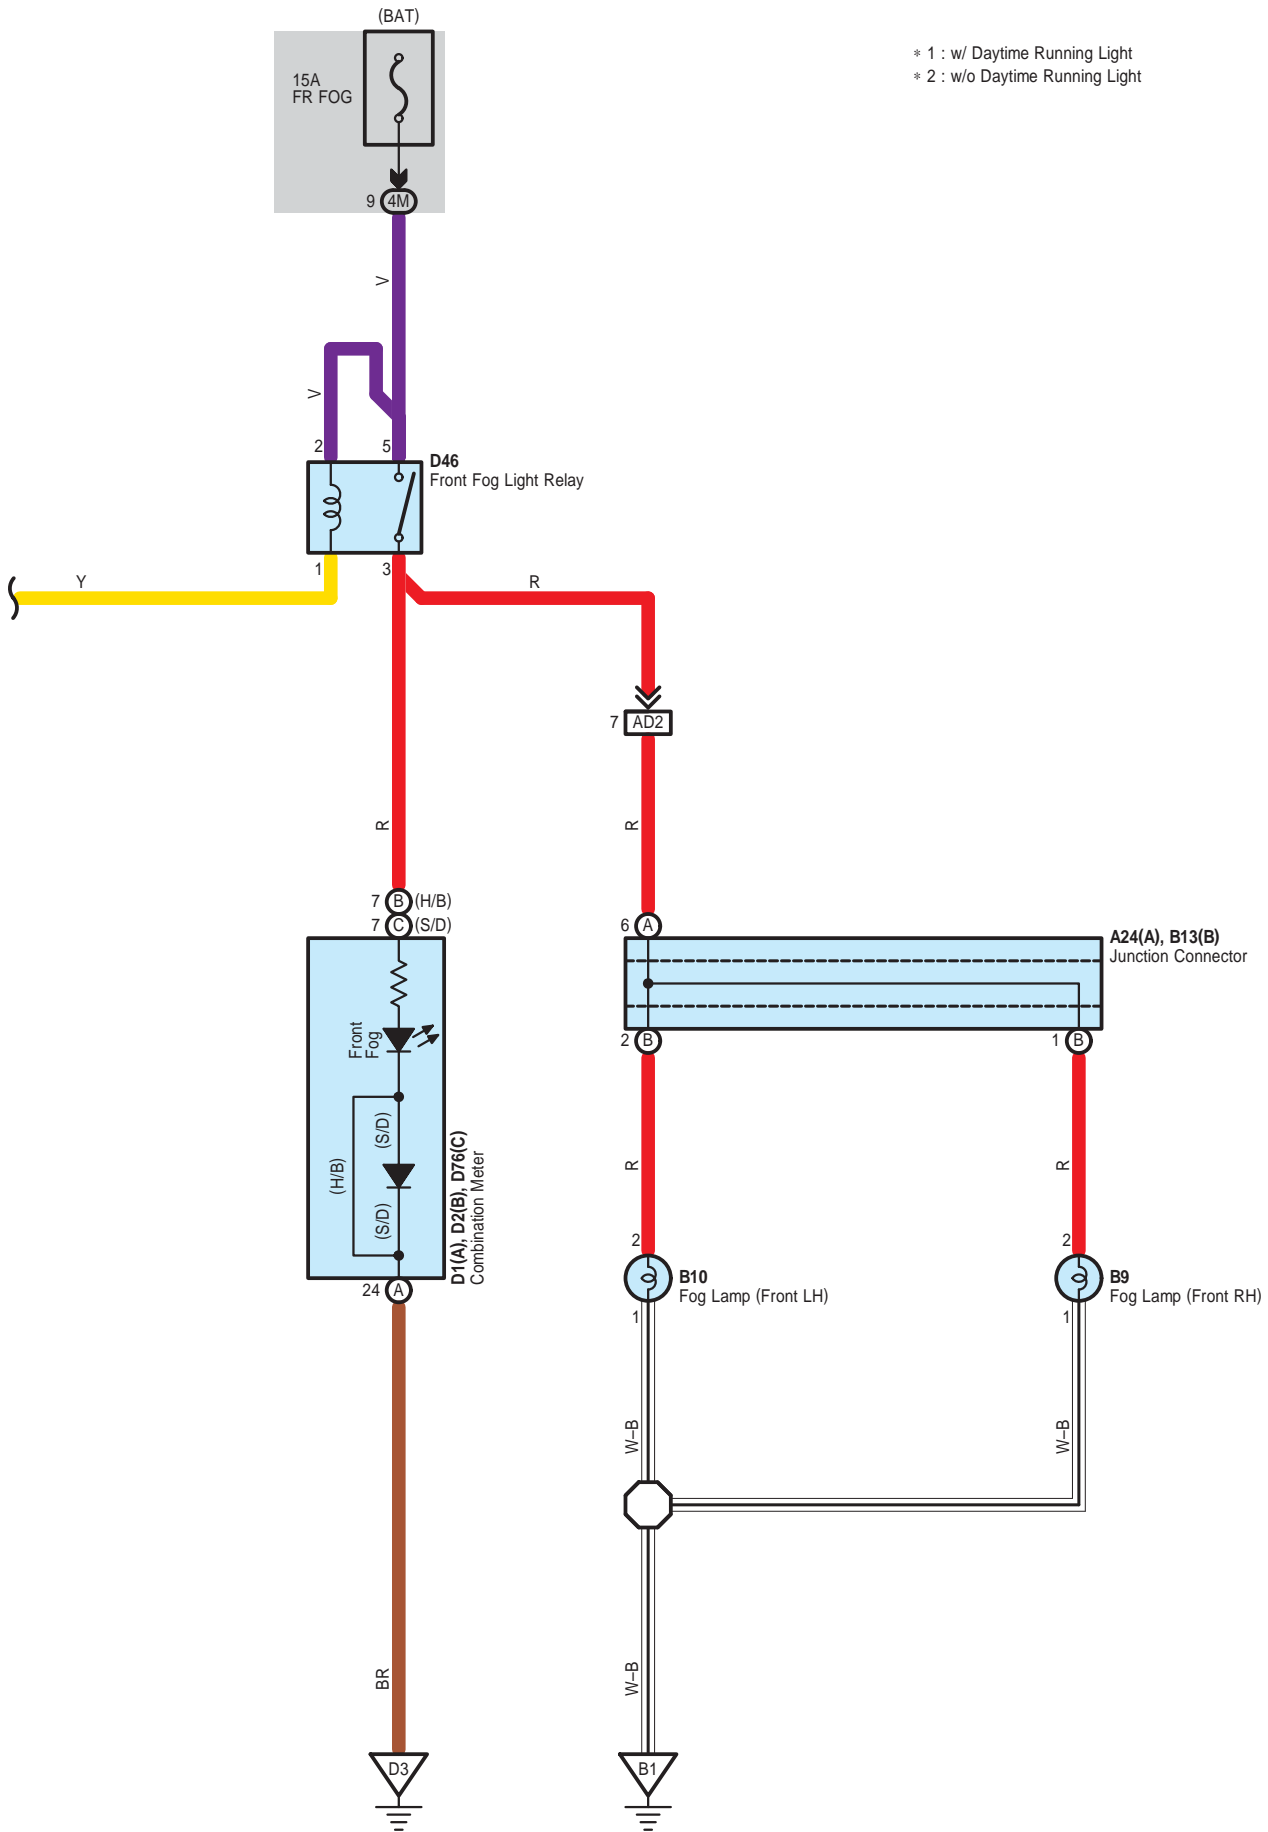 (BAT)
∗ 1 : w/ Daytime Running Light
∗ 2 : w/o Daytime Running Light
15A
FR FOG
9
4M
V
V
2
5
D46
Front Fog Light Relay
1
3
Y
R
7
AD2
R
R
7
B
(H/B)
7
C
(S/D)
6
A
A24(A), B13(B)
Junction Connector
Front
Fog
2
B
1
B
(S/D)
(H/B)
(S/D)
D1(A), D2(B), D76(C)
Combination Meter
R
R
2
2
24
A
B10
Fog Lamp (Front LH)
B9
Fog Lamp (Front RH)
1
1
W–B
W–B
BR
W–B
D3
B1